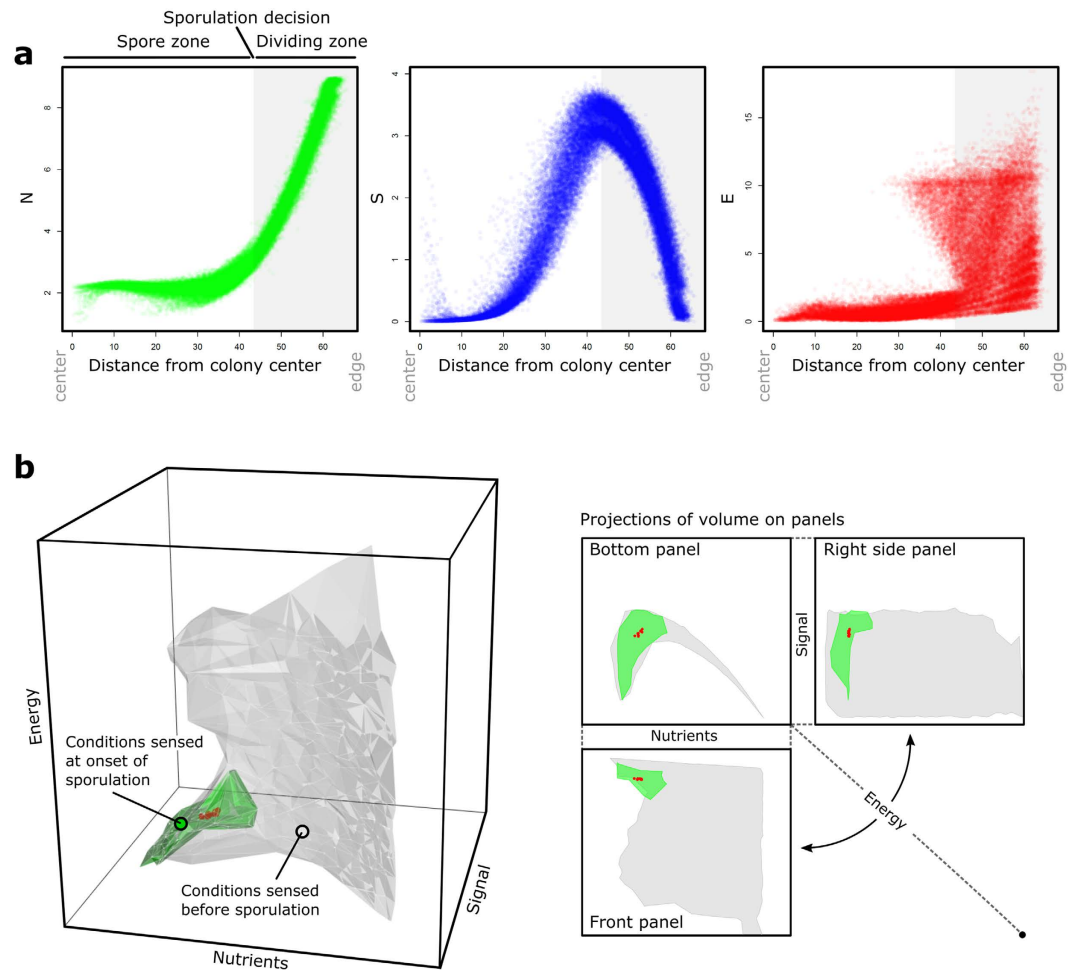 Sporulation decision
a
Spore zone
Dividing zone
N
2
4
6
8
0
10
20
30
40
50
60
center
Distance from colony center
edge
S
0
1
2
3
4
0
10
20
30
40
50
60
center
Distance from colony center
edge
E
0
5
10
15
0
10
20
30
40
50
60
center
Distance from colony center
edge
b
Energy
Conditions sensed
at onset of
sporulation
Conditions sensed
before sporulation
Nutrients
Signal
Projections of volume on panels
Bottom panel
Right side panel
Signal
Nutrients
Energy
Front panel